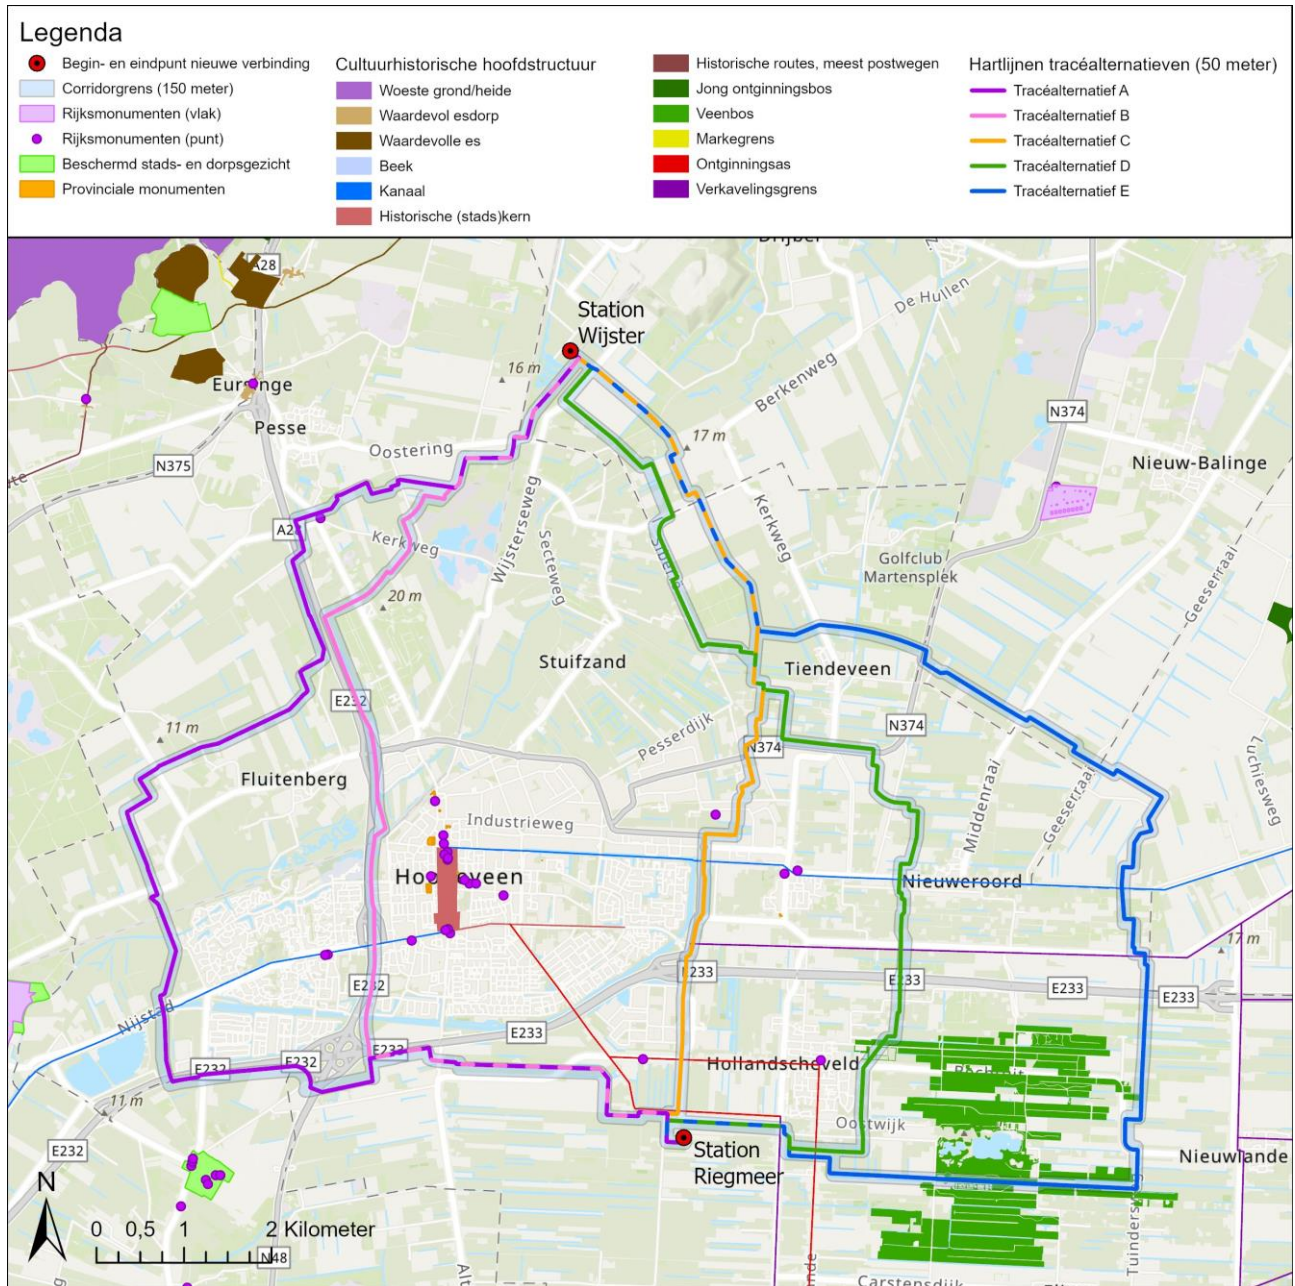 Legenda
Begin- en eindpunt nieuwe verbinding
Corridorgrens (150 meter)
Rijksmonumenten (vlak)
Rijksmonumenten (punt)
Beschermd stads- en dorpsgezicht
Provinciale monumenten
Cultuurhistorische hoofdstructuur
Woeste grond/heide
Waardevol esdorp
Waardevolle es
Beek
Kanaal
Historische (stads)kern
Historische routes, meest postwegen
Jong ontginningsbos
Veenbos
Markegrens
Ontginningsas
Verkavelingsgrens
Hartlijnen tracéalternatieven (50 meter)
Tracéalternatief A
Tracéalternatief B
Tracéalternatief C
Tracéalternatief D
Tracéalternatief E
A28
De Hullen
Station
Wijster
16 m
Eursinge
Berkenweg
N374
Pesse
Oostering
17 m
N375
Nieuw-Balinge
Wijsterseweg
Kerkweg
A28
Kerkweg
Secteweg
Golfclub
Martensplek
Geeserraai
20 m
Stuifzand
Tiendeveen
E232
11 m
Pesserdijk
N374
N374
Fluitenberg
Middenraai
Geeserraai
Industrieweg
Hoogeveen
Nieuweroord
17 m
Nijstad
E232
E233
E233
E233
E233
E233
E232
E232
E233
Hollandscheveld
11 m
Oostwijk
E232
Station
Riegmeer
Nieuwlande
N
0 0,5 1 2 Kilometer
N48
Carstensdijk